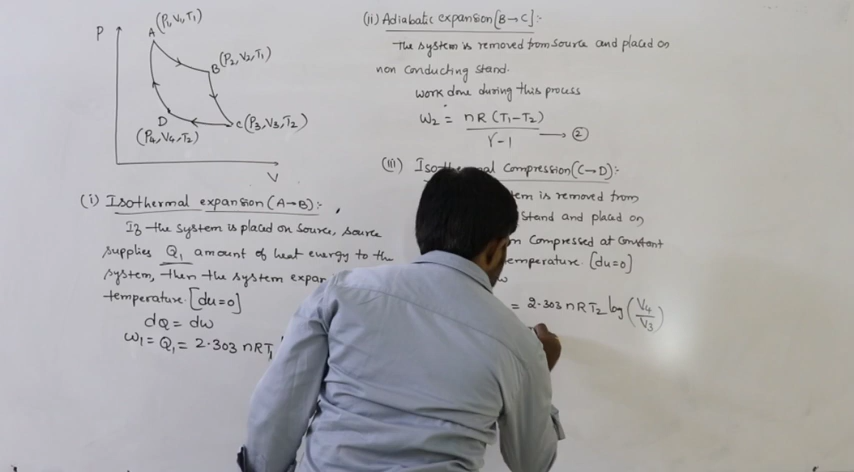 P
A (P1, V1, T1)
B (P2, V2, T1)
D
C (P3, V3, T2)
(P4, V4, T2)
V
(i) Isothermal expansion (A→B):-
If the system is placed on source, source
supplies Q1 amount of heat energy to the
system, then the system expan
temperature. [du=0]
dQ = dw
W1 = Q1 = 2.303 nRT1
(ii) Adiabatic expansion [B→C]:-
The system is removed from source and placed on
non conducting stand.
work done during this process
W2 = nR (T1-T2)
γ-1 → ②
(iii) Isothermal Compression (C→D):-
is removed from
stand and placed on
Compressed at constant
temperature. [du=0]
w
= 2.303 nRT2 log (V4/V3)